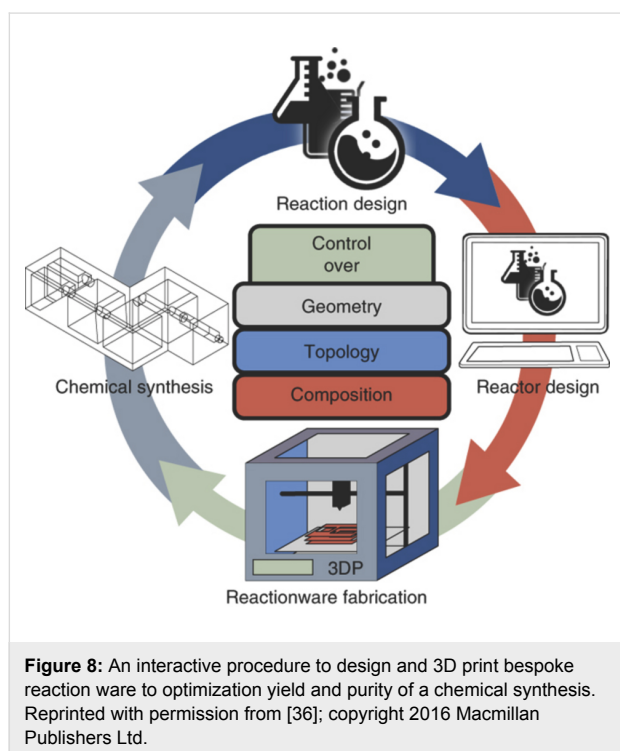 Reaction design
Control
over
Geometry
Topology
Composition
Chemical synthesis
Reactor design
3DP
Reactionware fabrication
Figure 8: An interactive procedure to design and 3D print bespoke
reaction ware to optimization yield and purity of a chemical synthesis.
Reprinted with permission from [36]; copyright 2016 Macmillan
Publishers Ltd.